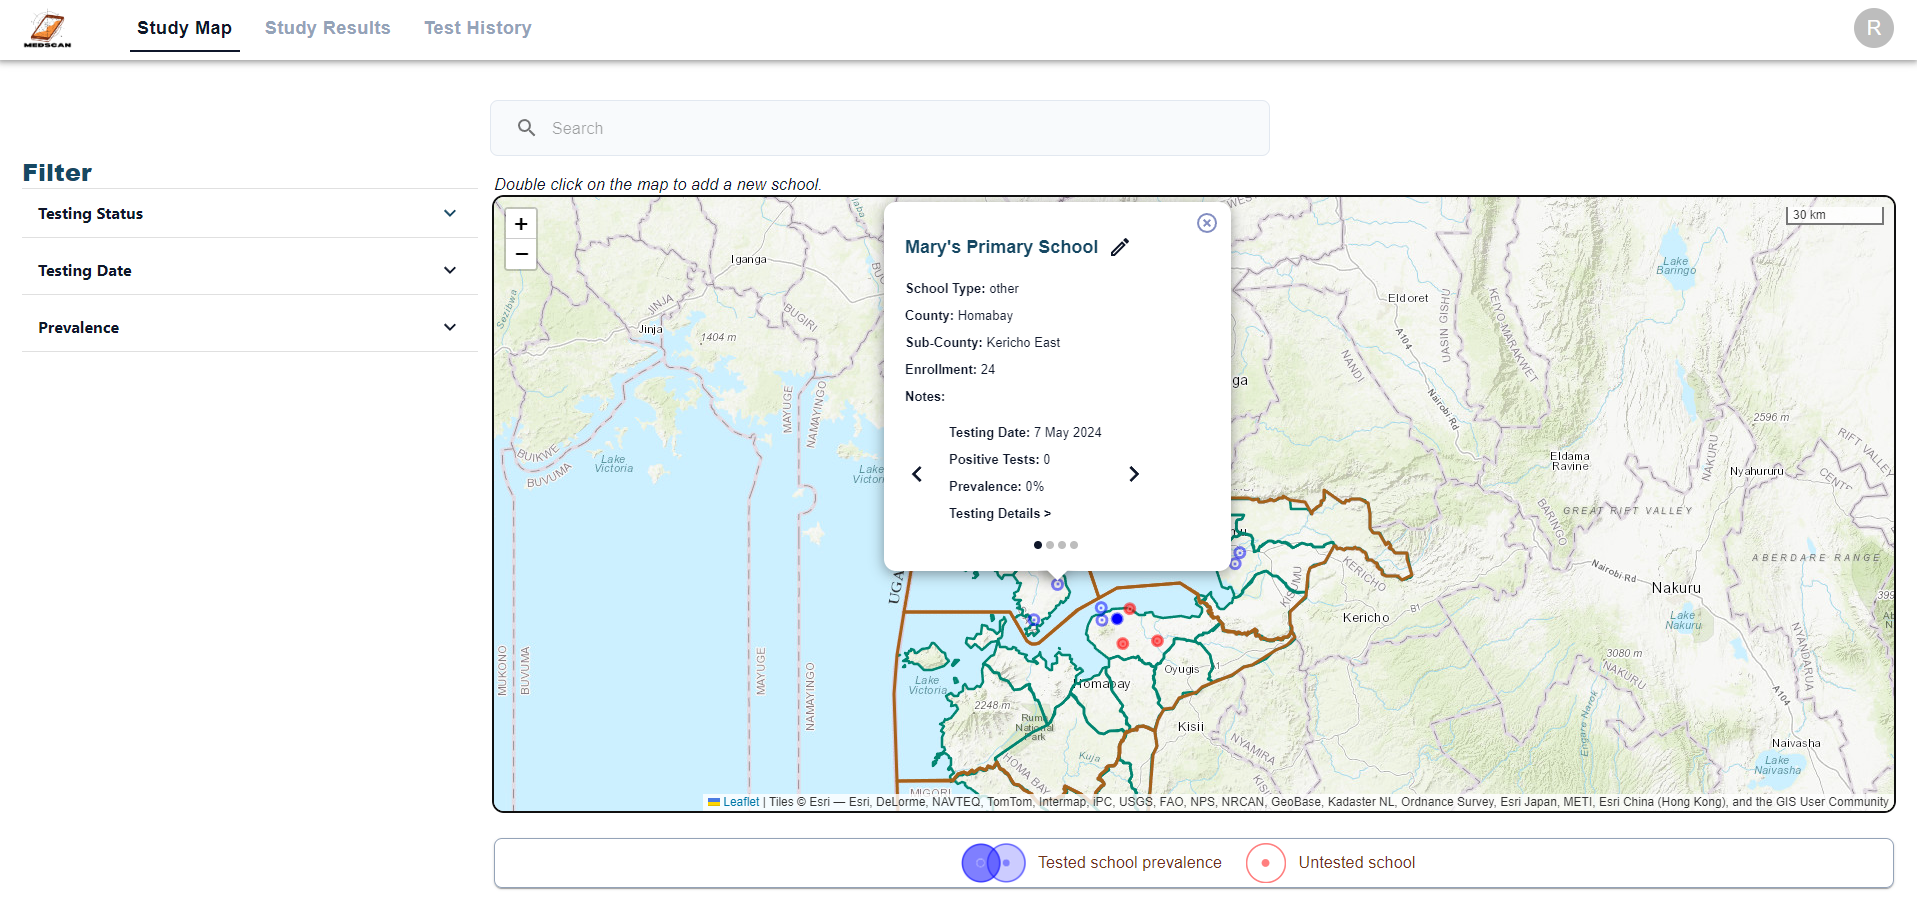 MEDSCAN
Study Map
Study Results
Test History
R
Search
Filter
Double click on the map to add a new school.
Testing Status
Testing Date
Prevalence
+
−
30 km
Mary's Primary School
School Type: other
County: Homabay
Sub-County: Kericho East
Enrollment: 24
Notes:
Testing Date: 7 May 2024
Positive Tests: 0
Prevalence: 0%
Testing Details >
Iganga
Sezibwa
JINJA
JINJA
BUGIRI
Jinja
1404 m
MAYUGE
NAMAYINGO
BUIKWE
BUVUMA
Lake
Victoria
Lake
MUKONO
BUVUMA
MAYUGE
NAMAYINGO
Lake
Victoria
2248 m
Kuja
HOMA BAY
MIGORI
Homabay
Oyugis
A1
Kisii
NYAMIRA
KISUMU
KERICHO
Kericho
B1
Eldoret
UASIN GISHU
KEIYO-MARAKWET
A104
NANDI
Nairobi Rd
Lake
Baringo
2596 m
Eldama
Ravine
NAKURU
Nyahururu
RIFT VALLEY
GREAT RIFT VALLEY
BARINGO
ABERDARE RANGE
Nairobi Rd
Nakuru
Lake
Nakuru
3080 m
NAKURU
NYANDARUA
A104
Engare Narok
Naivasha
Lake
Naivasha
Leaflet | Tiles © Esri — Esri, DeLorme, NAVTEQ, TomTom, Intermap, iPC, USGS, FAO, NPS, NRCAN, GeoBase, Kadaster NL, Ordnance Survey, Esri Japan, METI, Esri China (Hong Kong), and the GIS User Community
Tested school prevalence
Untested school